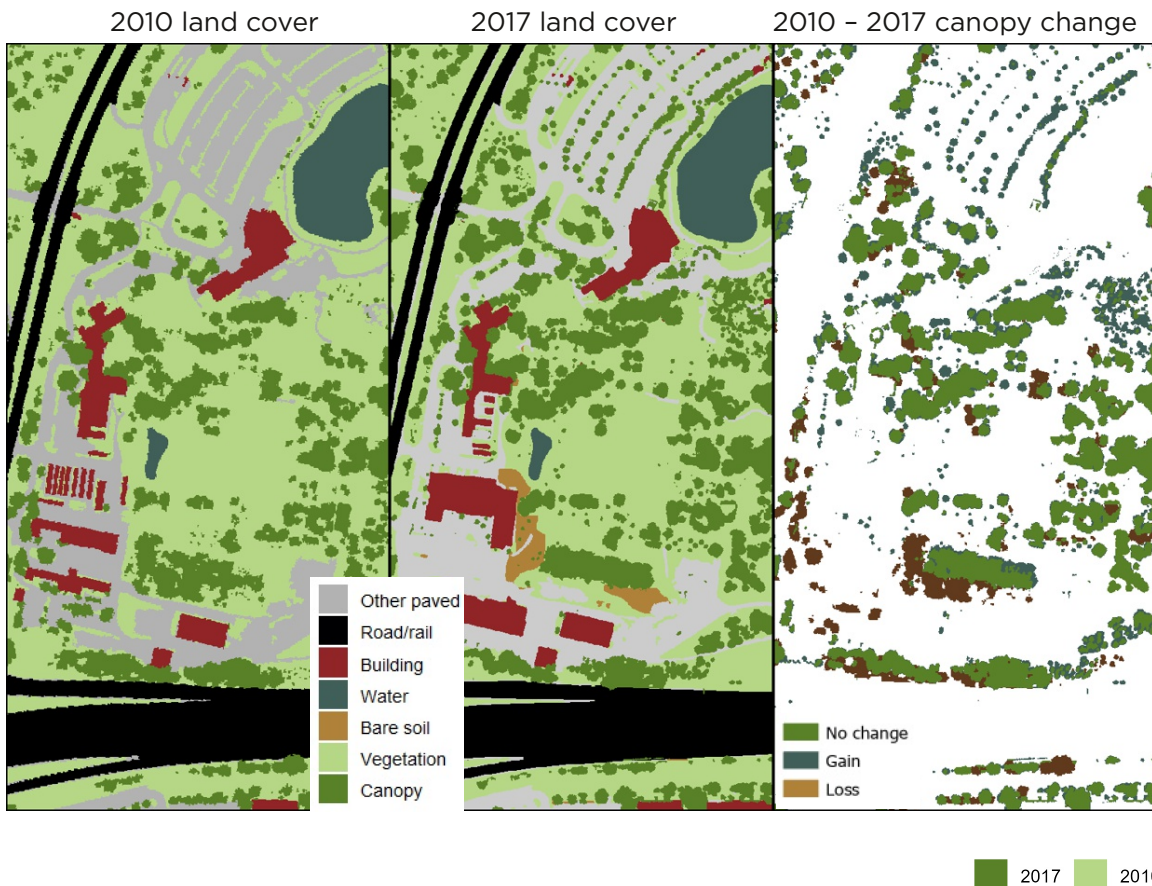 2010 land cover
2017 land cover
2010 – 2017 canopy change
Other paved
Road/rail
Building
Water
Bare soil
Vegetation
Canopy
No change
Gain
Loss
2017